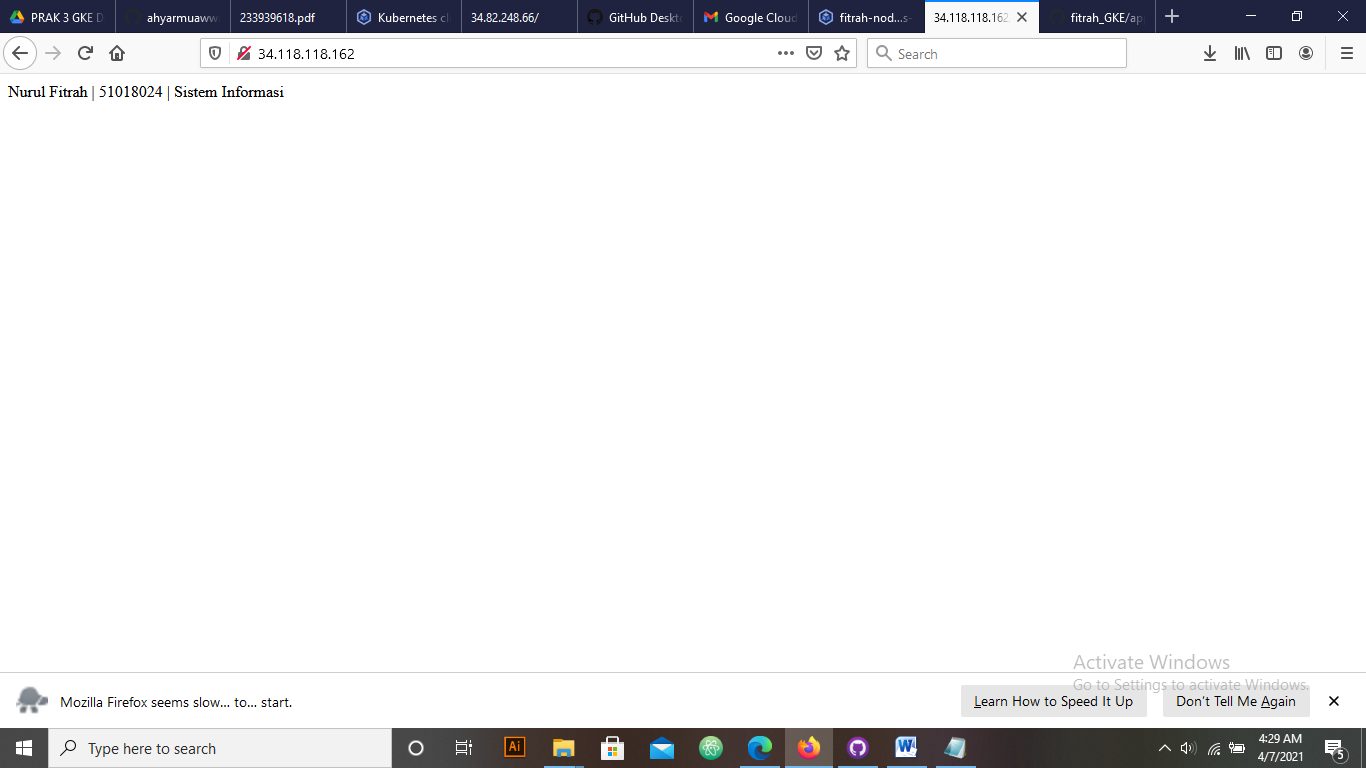 PRAK 3 GKE D
ahyarmuaww
233939618.pdf
Kubernetes cl
34.82.248.66/
GitHub Deskto
Google Cloud
fitrah-nod...s-
34.118.118.162
fitrah_GKE/ap
34.118.118.162
Search
Nurul Fitrah | 51018024 | Sistem Informasi
Activate Windows
Go to Settings to activate Windows.
Mozilla Firefox seems slow... to... start.
Learn How to Speed It Up
Don't Tell Me Again
Type here to search
Ai
W
4:29 AM
4/7/2021
5